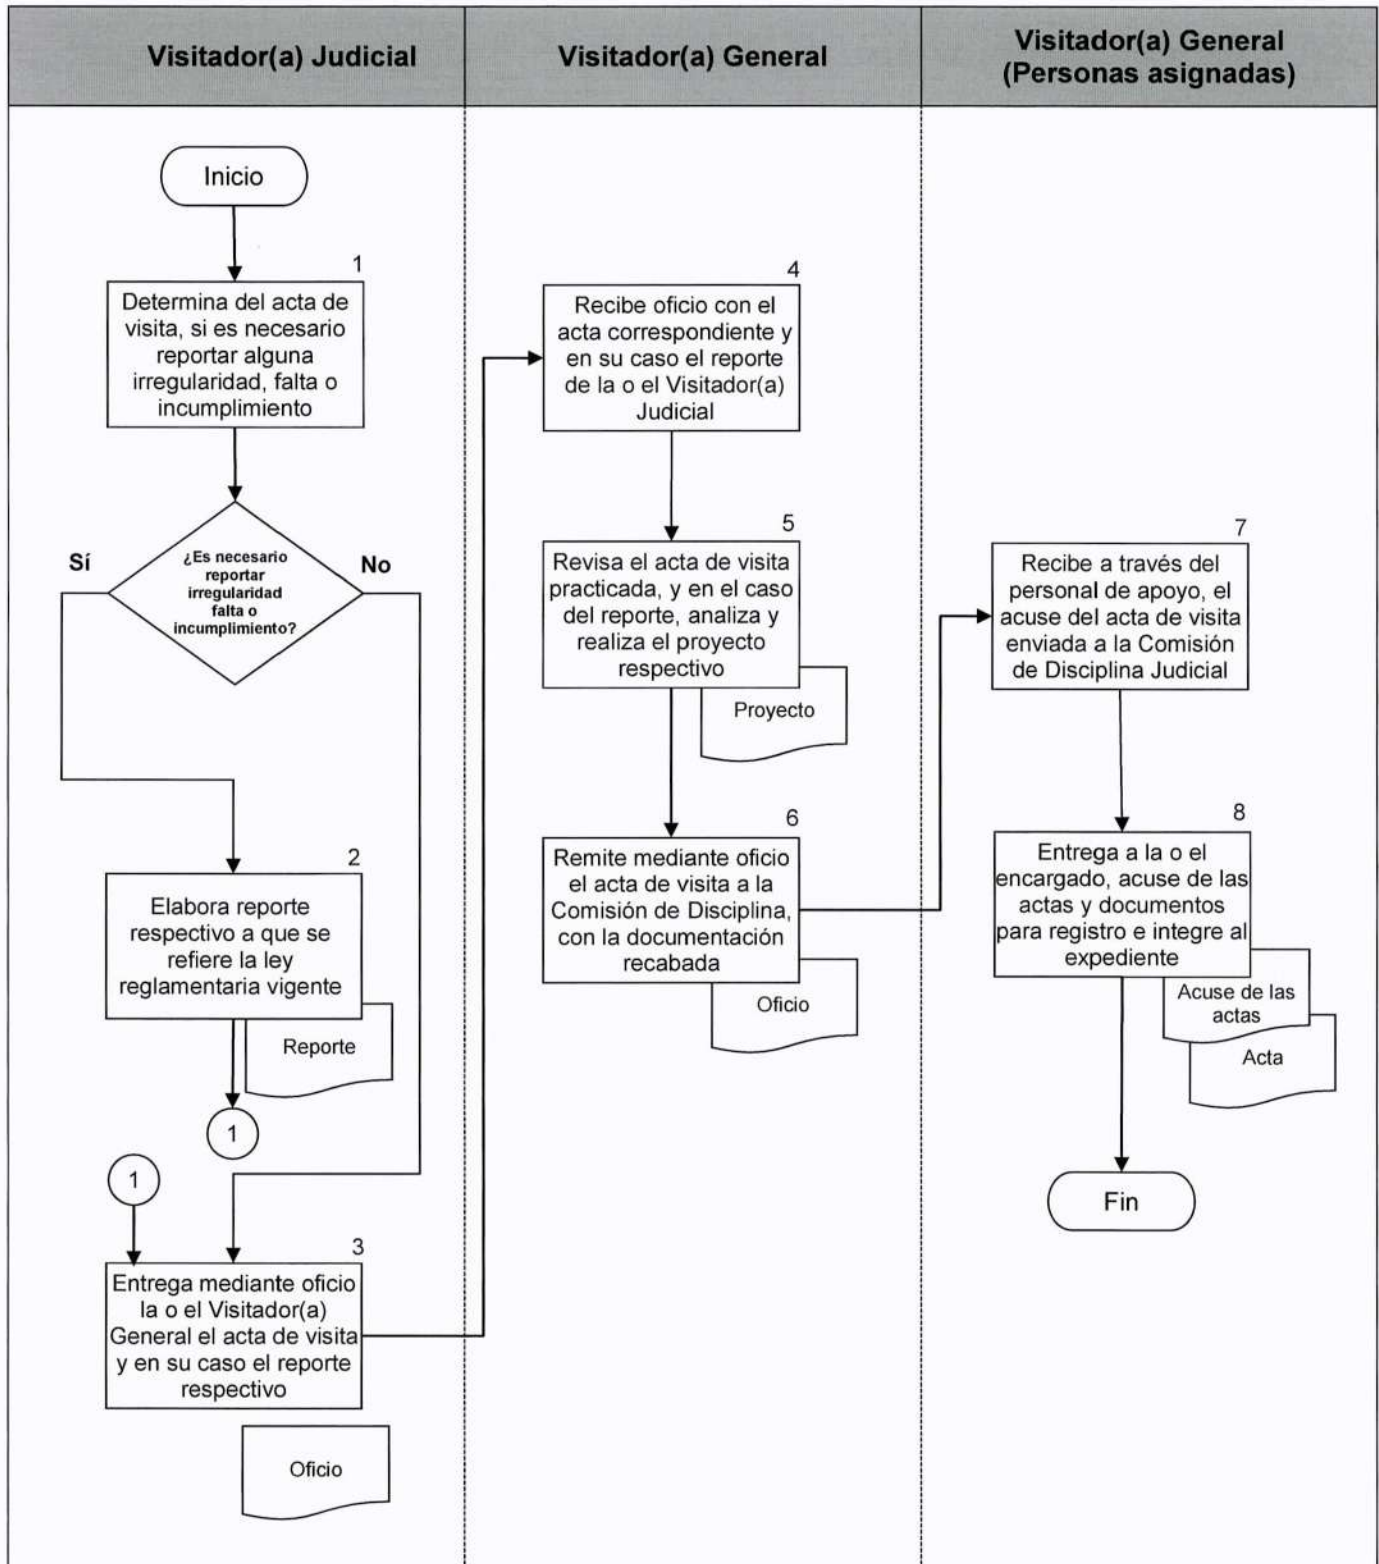 Visitador(a) Judicial
Visitador(a) General
Visitador(a) General
(Personas asignadas)
Inicio
1
Determina del acta de
visita, si es necesario
reportar alguna
irregularidad, falta o
incumplimiento
¿Es necesario
reportar
irregularidad
falta o
incumplimiento?
Sí
No
2
Elabora reporte
respectivo a que se
refiere la ley
reglamentaria vigente
Reporte
1
1
3
Entrega mediante oficio
la o el Visitador(a)
General el acta de visita
y en su caso el reporte
respectivo
Oficio
4
Recibe oficio con el
acta correspondiente y
en su caso el reporte
de la o el Visitador(a)
Judicial
5
Revisa el acta de visita
practicada, y en el caso
del reporte, analiza y
realiza el proyecto
respectivo
Proyecto
6
Remite mediante oficio
el acta de visita a la
Comisión de Disciplina,
con la documentación
recabada
Oficio
7
Recibe a través del
personal de apoyo, el
acuse del acta de visita
enviada a la Comisión
de Disciplina Judicial
8
Entrega a la o el
encargado, acuse de las
actas y documentos
para registro e integre al
expediente
Acuse de las
actas
Acta
Fin